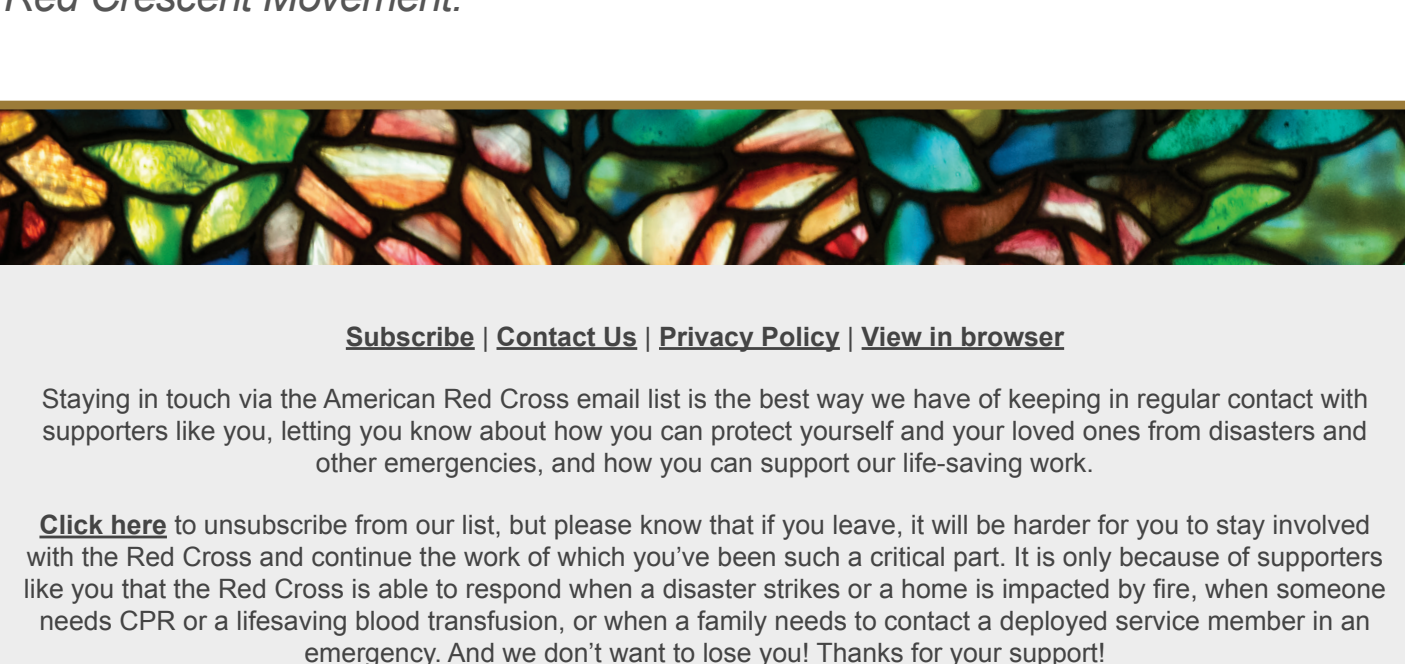 Red Crescent Movement.
Subscribe | Contact Us | Privacy Policy | View in browser
Staying in touch via the American Red Cross email list is the best way we have of keeping in regular contact with
supporters like you, letting you know about how you can protect yourself and your loved ones from disasters and
other emergencies, and how you can support our life-saving work.
Click here to unsubscribe from our list, but please know that if you leave, it will be harder for you to stay involved
with the Red Cross and continue the work of which you’ve been such a critical part. It is only because of supporters
like you that the Red Cross is able to respond when a disaster strikes or a home is impacted by fire, when someone
needs CPR or a lifesaving blood transfusion, or when a family needs to contact a deployed service member in an
emergency. And we don’t want to lose you! Thanks for your support!